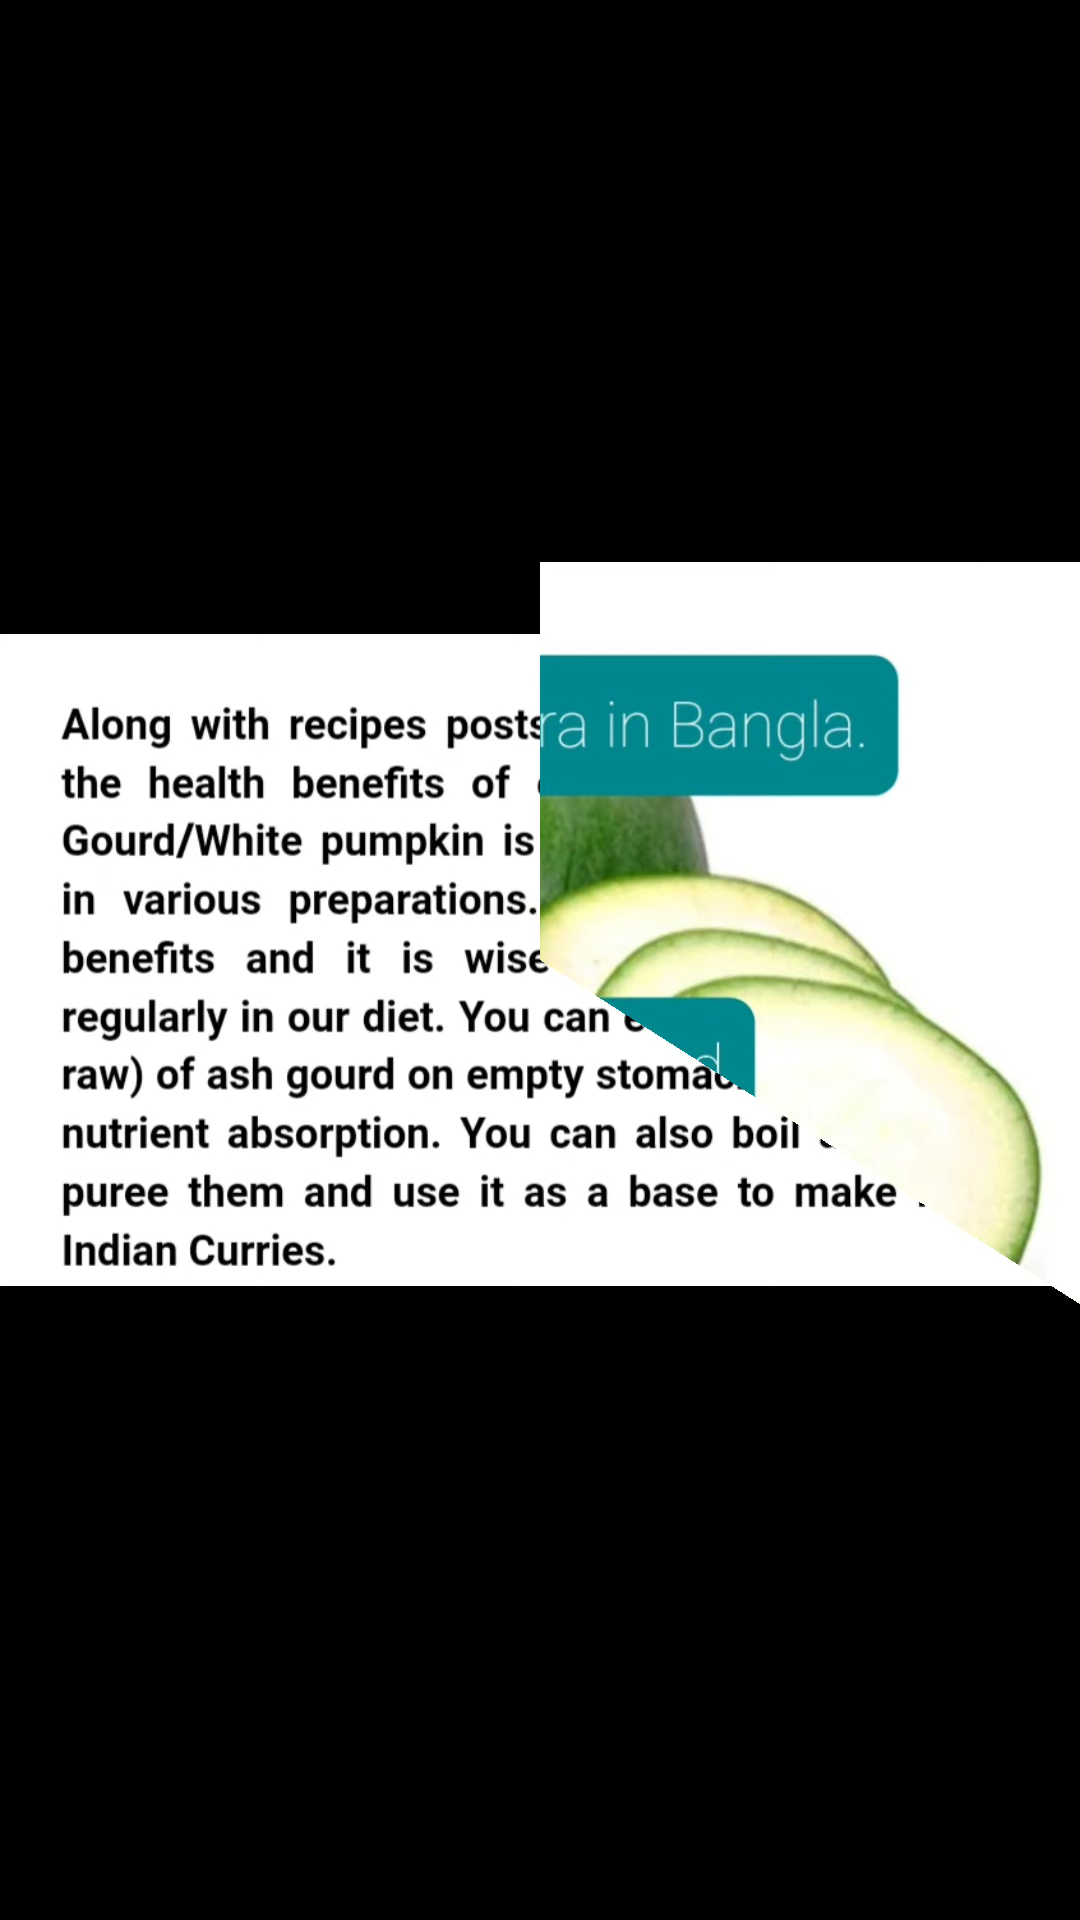 Along with recipes posts
ra in Bangla.
the health benefits of
Gourd/White pumpkin is
in various preparations.
benefits and it is wise
regularly in our diet. You can
raw) of ash gourd on empty
nutrient absorption. You can also boil
puree them and use it as a base to make
Indian Curries.